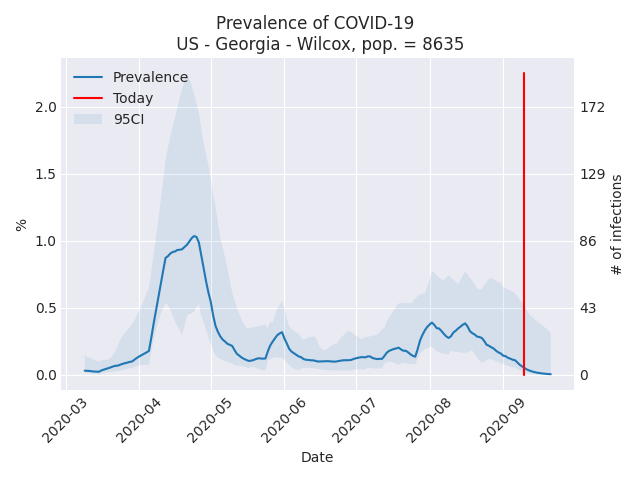 Prevalence of COVID-19
US - Georgia - Wilcox, pop. = 8635
Prevalence
Today
95CI
2.0
1.5
1.0
0.5
0.0
%
172
129
86
43
0
# of infections
2020-03
2020-04
2020-05
2020-06
2020-07
2020-08
2020-09
Date